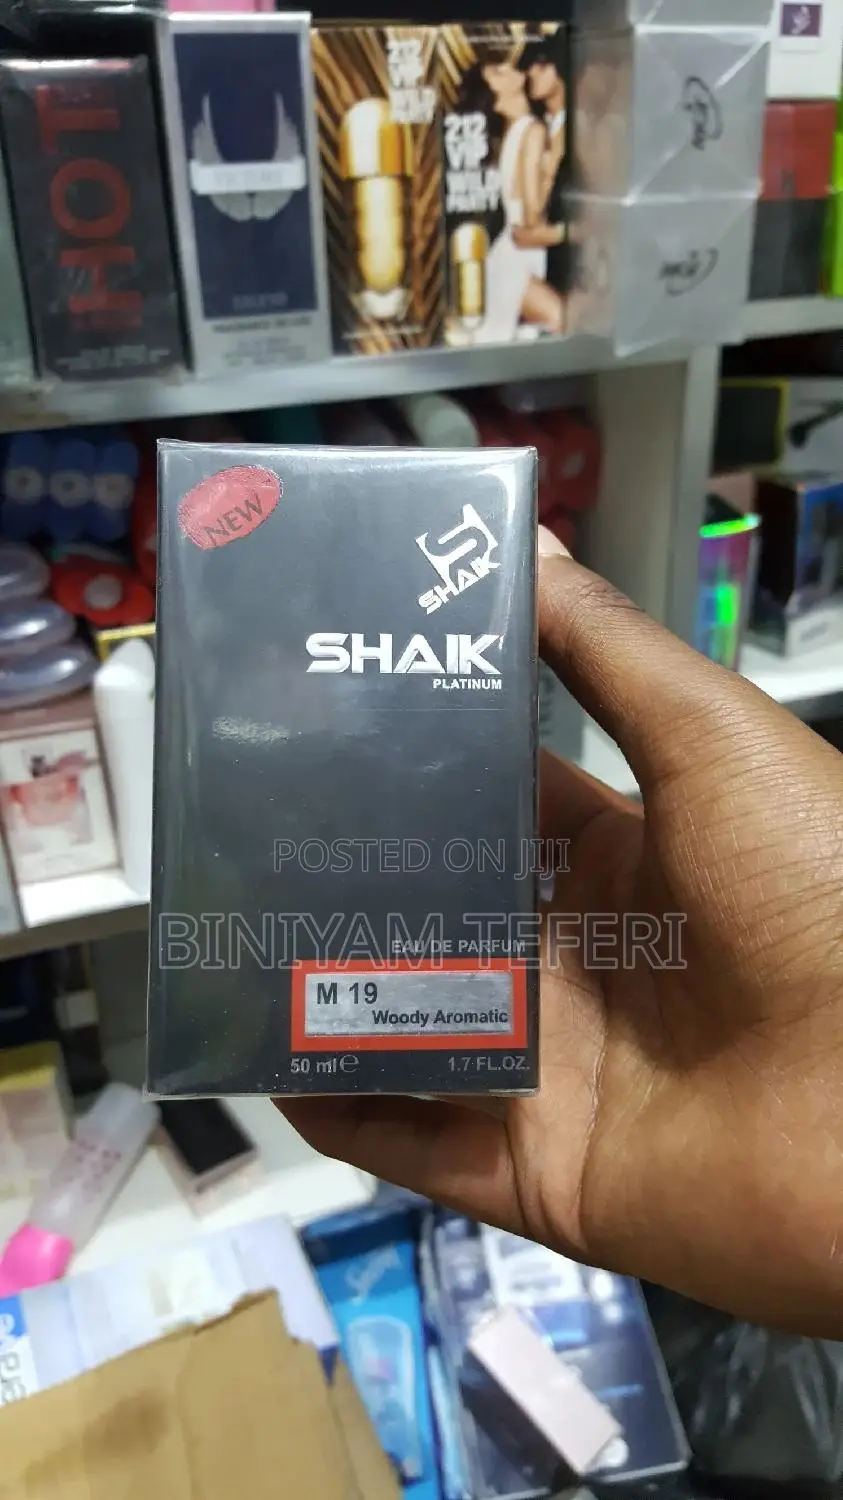 HOT
212
VIP
WILD
PARTY
212
VIP
WILD
PARTY
NEW
SHAIK
SHAIK
PLATINUM
POSTED ON JIJI
BINIYAM TEFERI
EAU DE PARFUM
M 19
Woody Aromatic
50 ml e 1.7 FL.OZ.